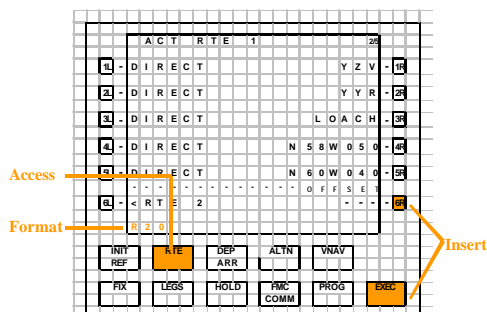 ACT RTE 1 2/5
1L - DIRECT YZV - 1R
2L - DIRECT YYR - 2R
3L - DIRECT LOACH - 3R
4L - DIRECT N58W050 - 4R
5L - DIRECT N60W040 - 5R
- - - - - - - - - - - - - - - - OFFSET
6L - <RTE 2 - - - - 6R
R20
Access
Format
Insert
INIT REF
RTE
DEP ARR
ALTN
VNAV
FIX
LEGS
HOLD
FMC COMM
PROG
EXEC